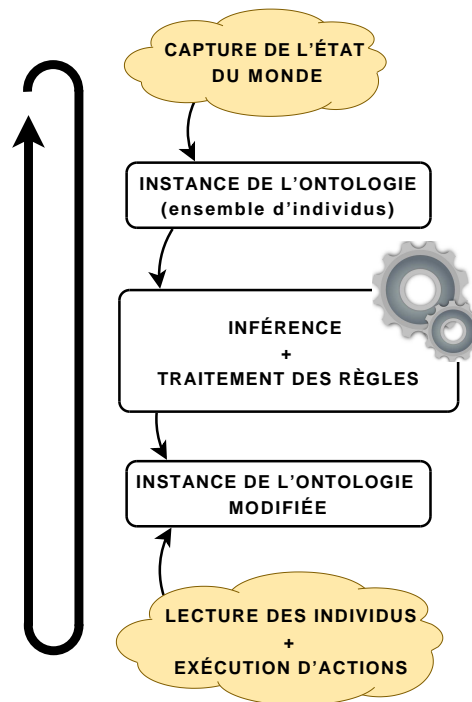 CAPTURE DE L'ÉTAT
DU MONDE
INSTANCE DE L'ONTOLOGIE
(ensemble d'individus)
INFÉRENCE
+
TRAITEMENT DES RÈGLES
INSTANCE DE L'ONTOLOGIE
MODIFIÉE
LECTURE DES INDIVIDUS
+
EXÉCUTION D'ACTIONS